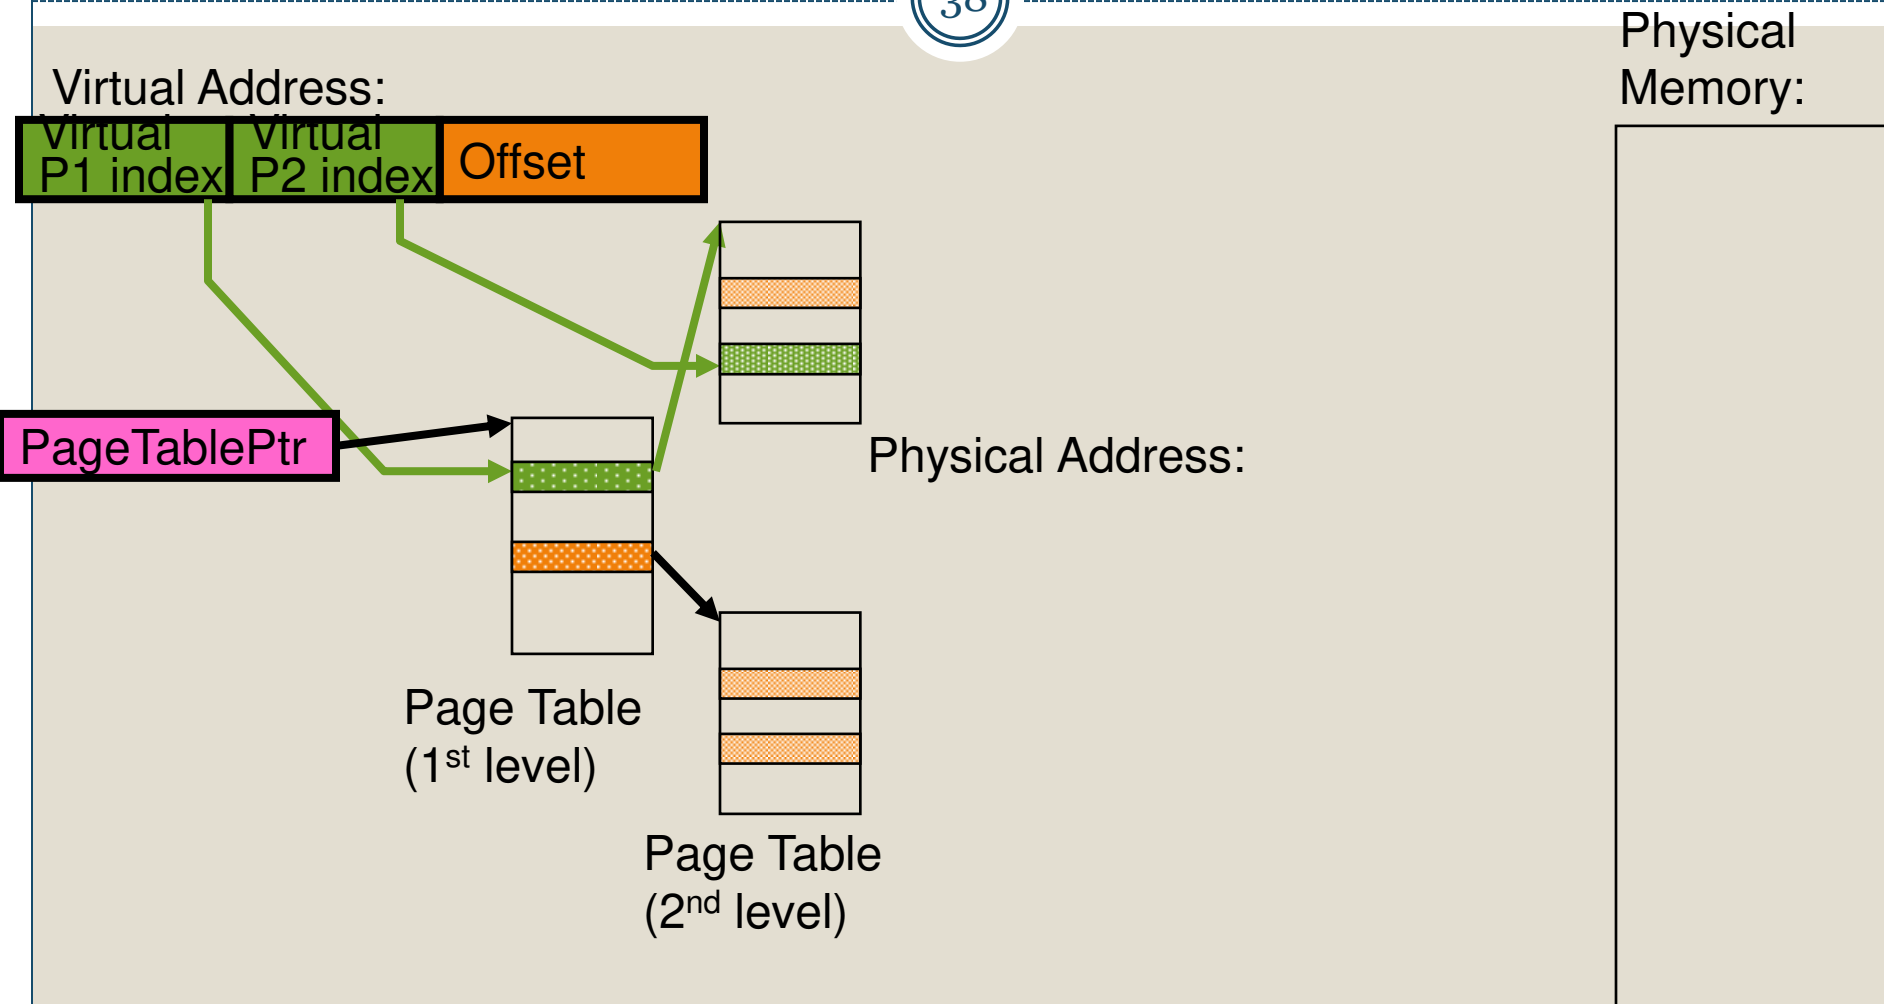 38
Physical
Memory:
Virtual Address:
Virtual
P1 index
Virtual
P2 index
Offset
PageTablePtr
Physical Address:
Page Table
(1st level)
Page Table
(2nd level)